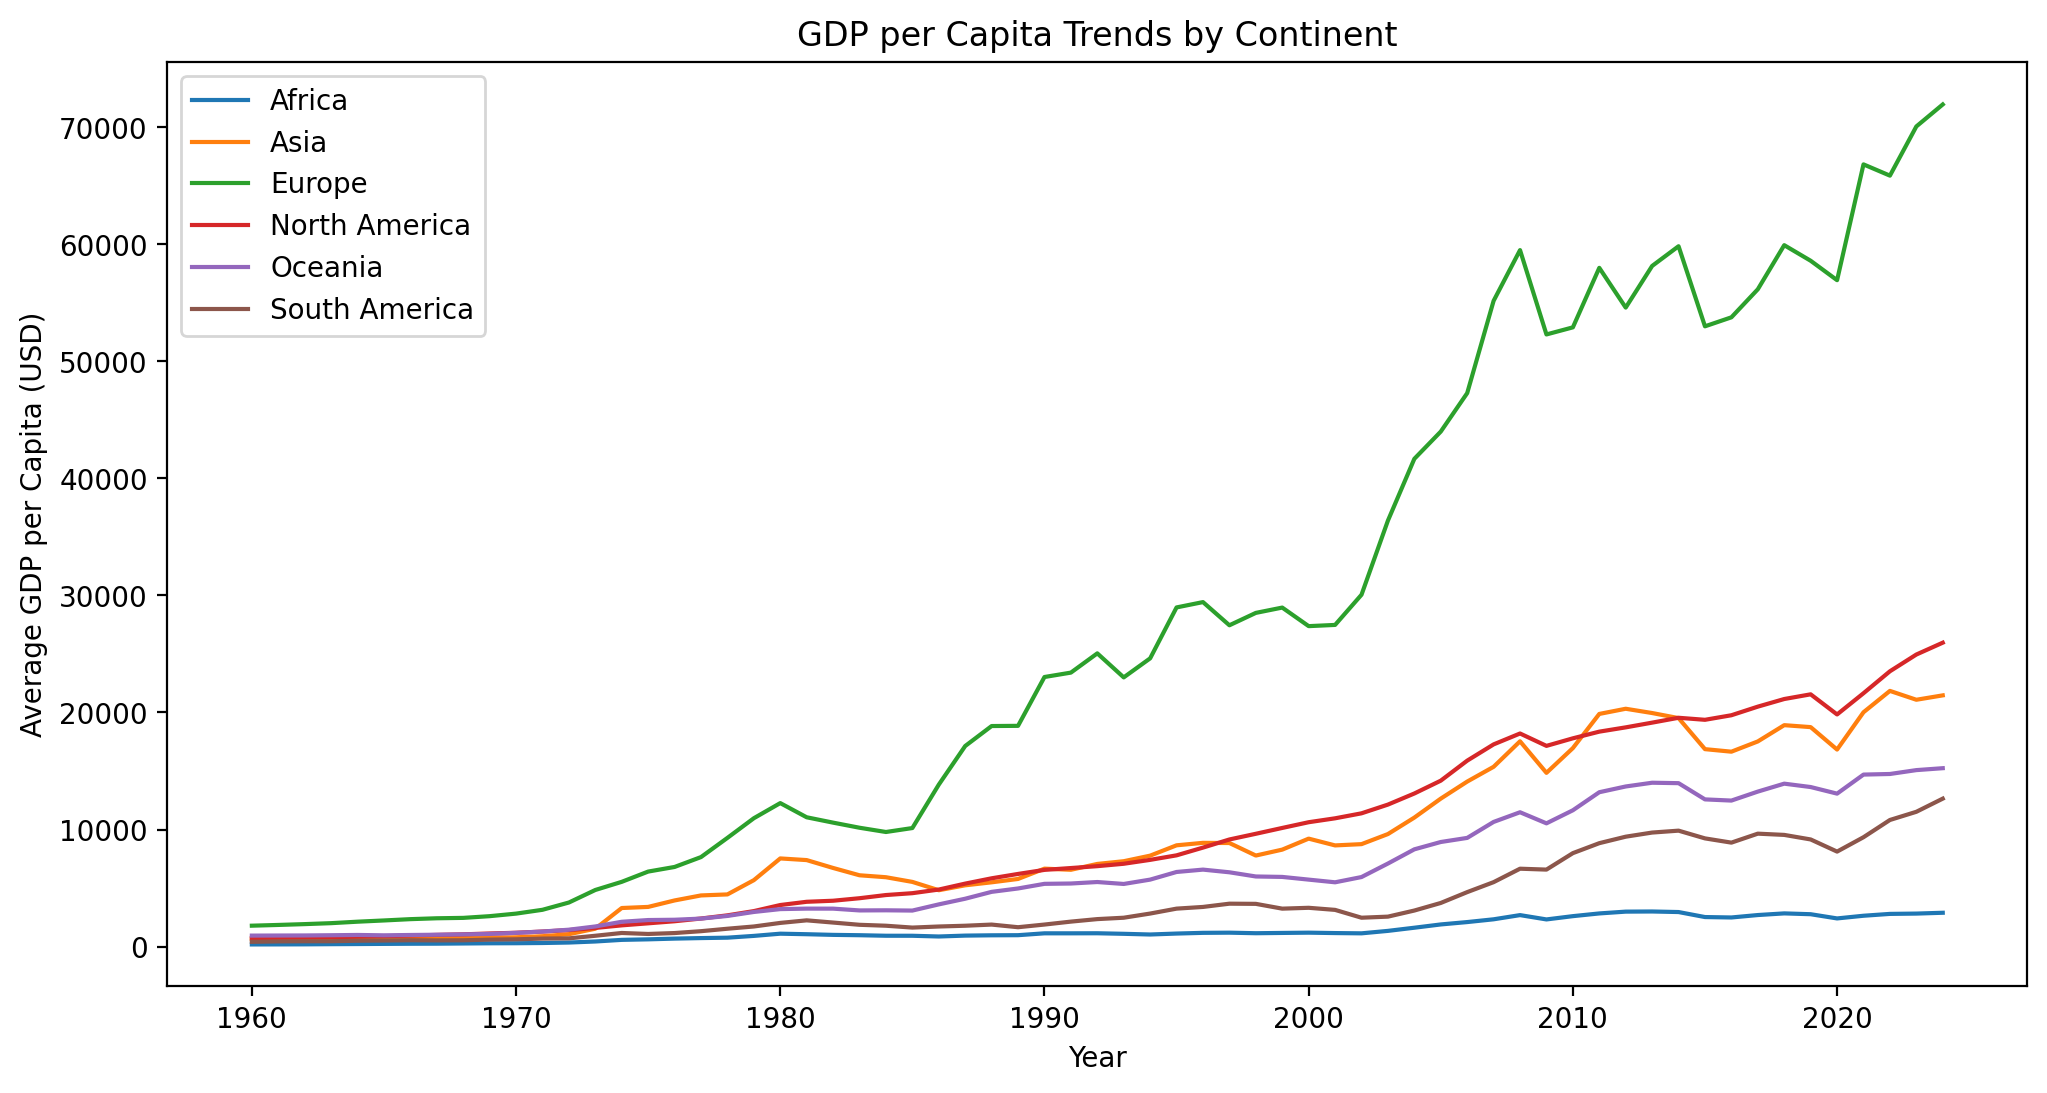 GDP per Capita Trends by Continent
Africa
Asia
Europe
North America
Oceania
South America
Average GDP per Capita (USD)
70000
60000
50000
40000
30000
20000
10000
0
1960 1970 1980 1990 2000 2010 2020
Year